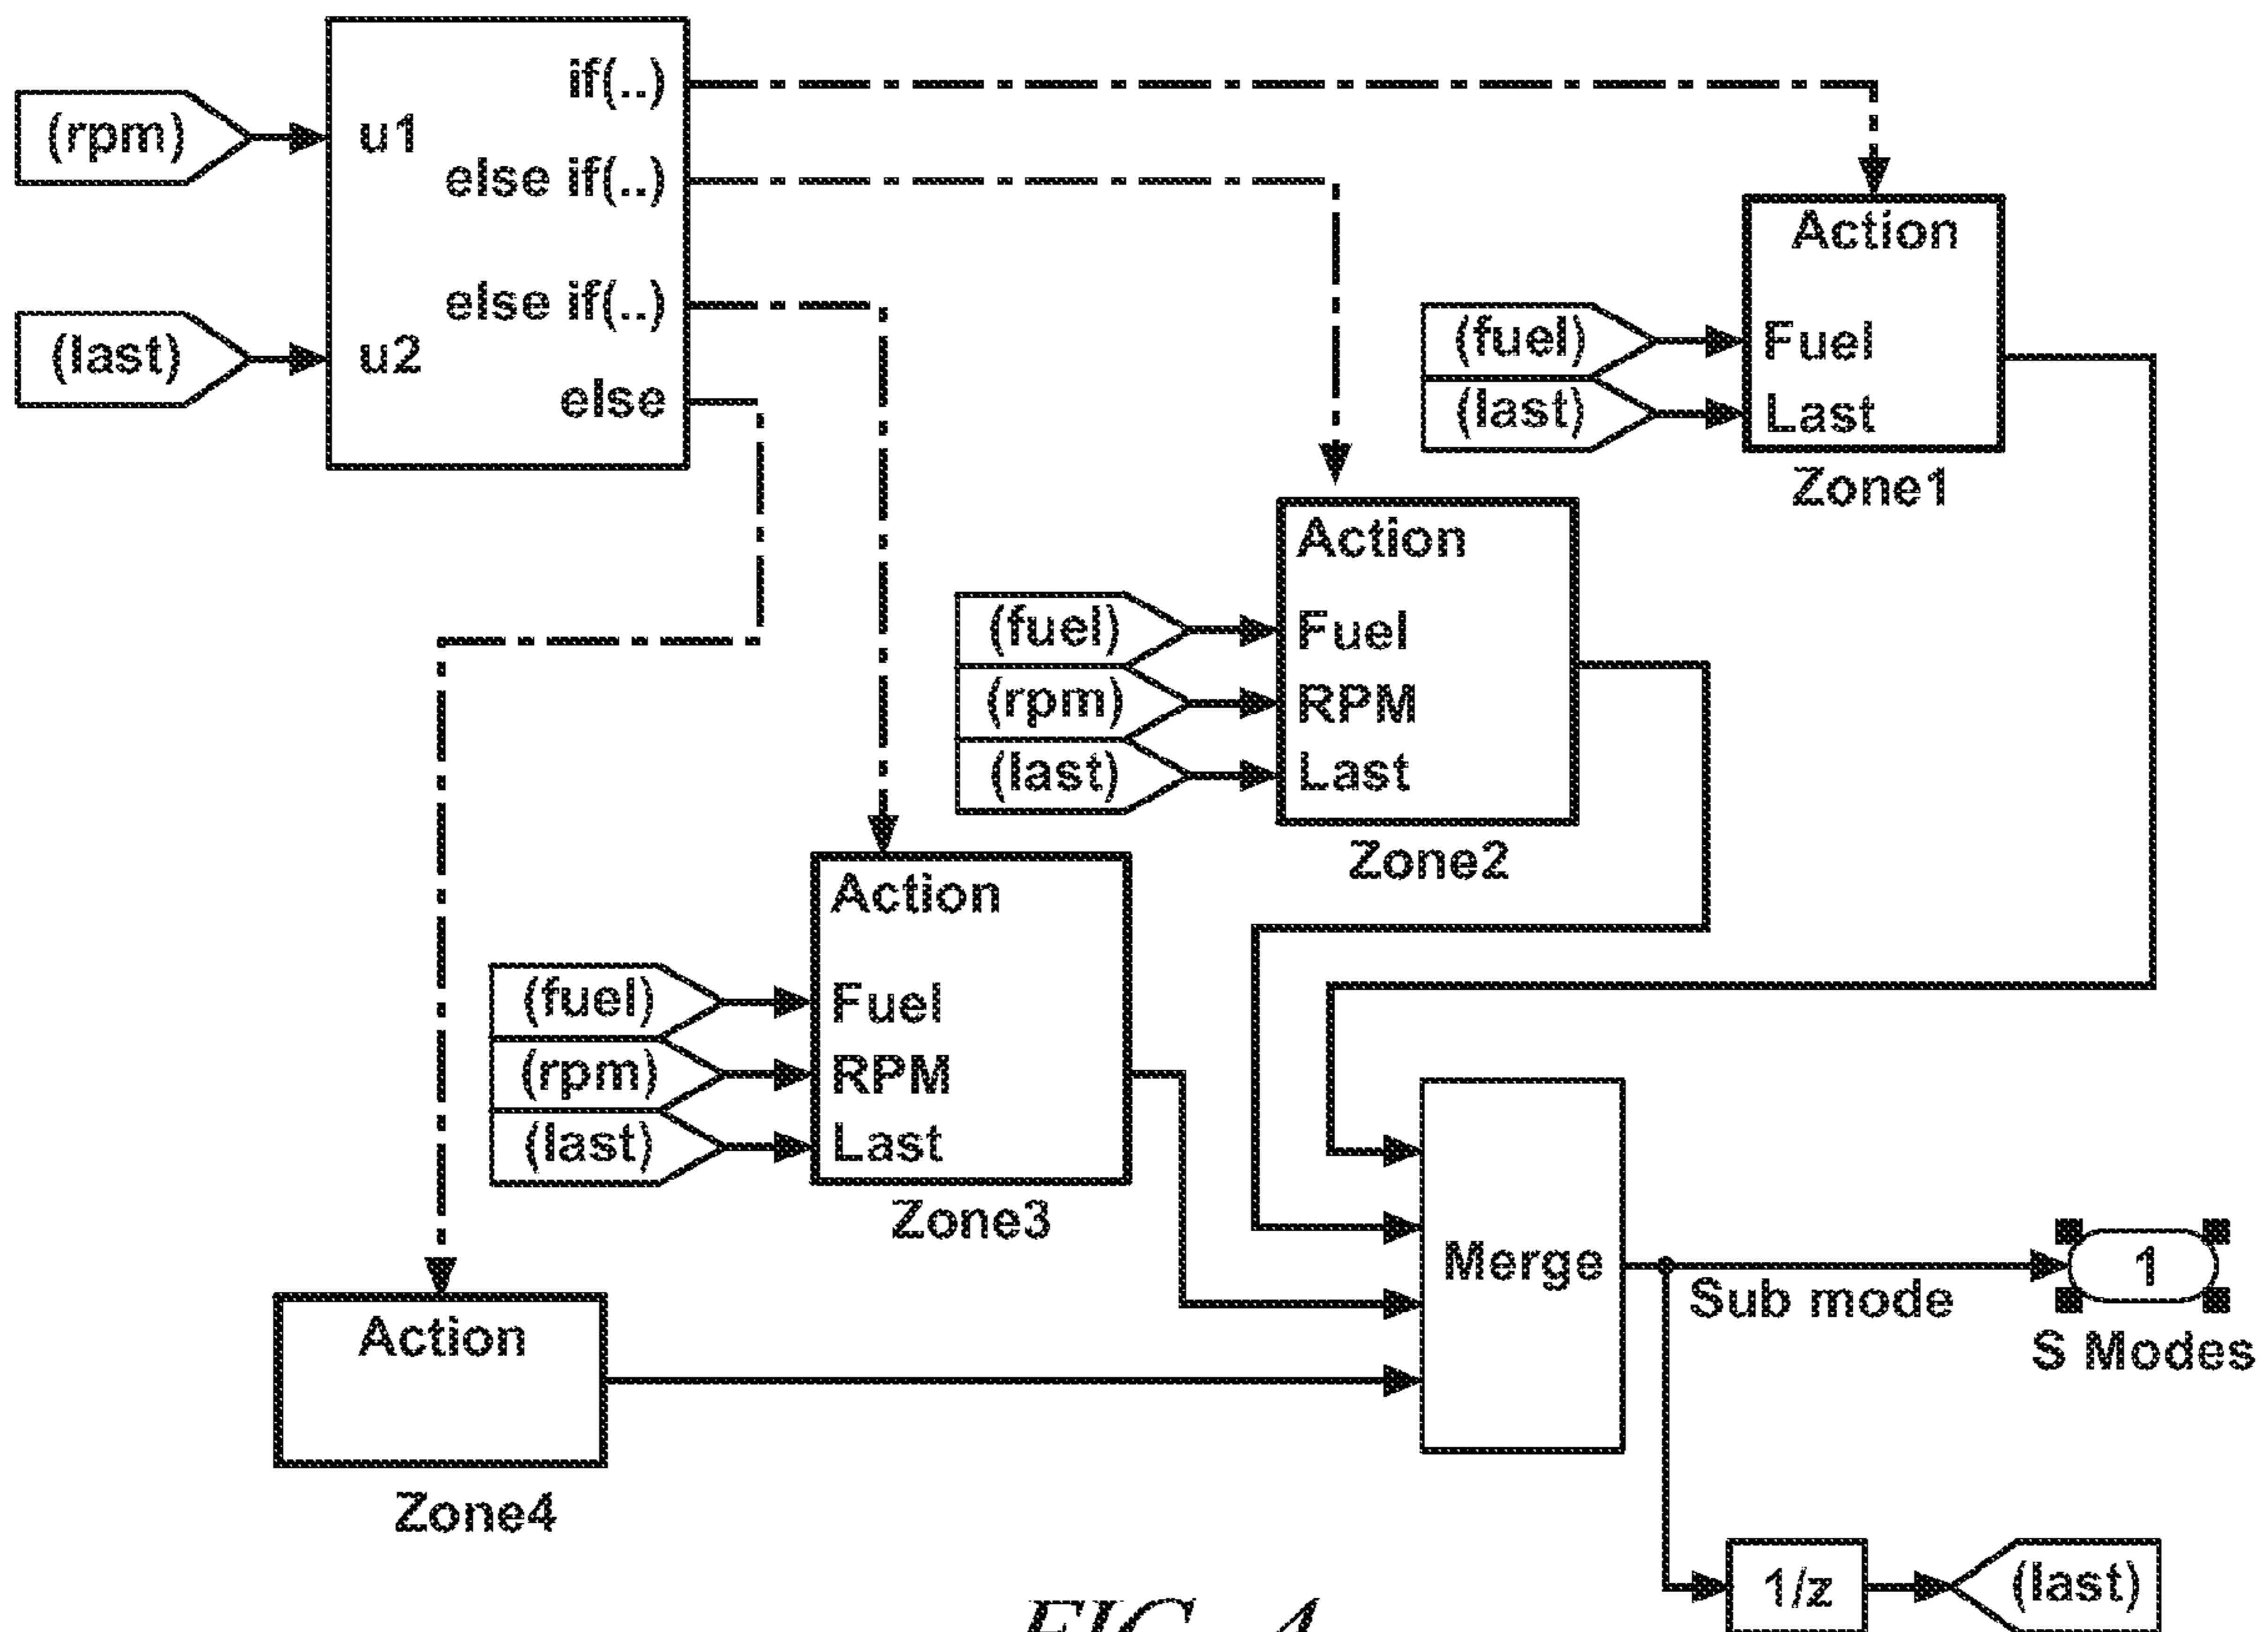 if(..)
(rpm)
u1
else if(..)
else if(..)
(last)
u2
else
Action
(fuel)
Fuel
(last)
Last
Zone1
Action
(fuel)
Fuel
(rpm)
RPM
(last)
Last
Zone2
Action
(fuel)
Fuel
(rpm)
RPM
(last)
Last
Zone3
Merge
Sub mode
1
S Modes
Action
Zone4
1/z
(last)
FIG. 4